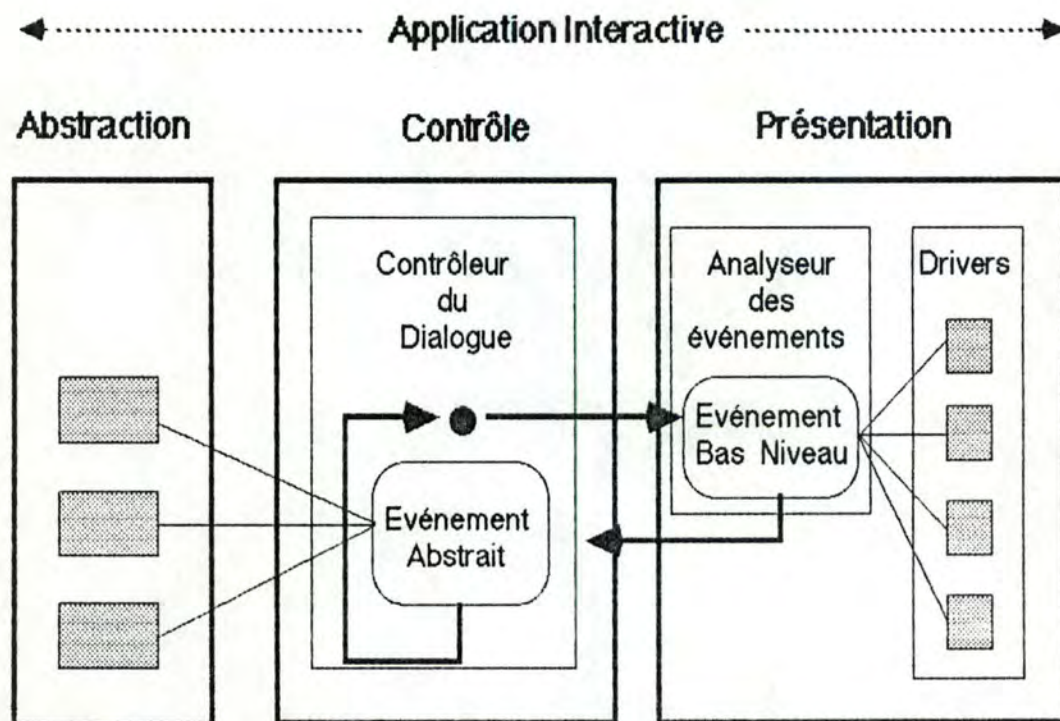 Application Interactive
Abstraction
Contrôle
Présentation
Contrôleur
du
Dialogue
Evénement
Abstrait
Analyseur
des
événements
Evénement
Bas Niveau
Drivers